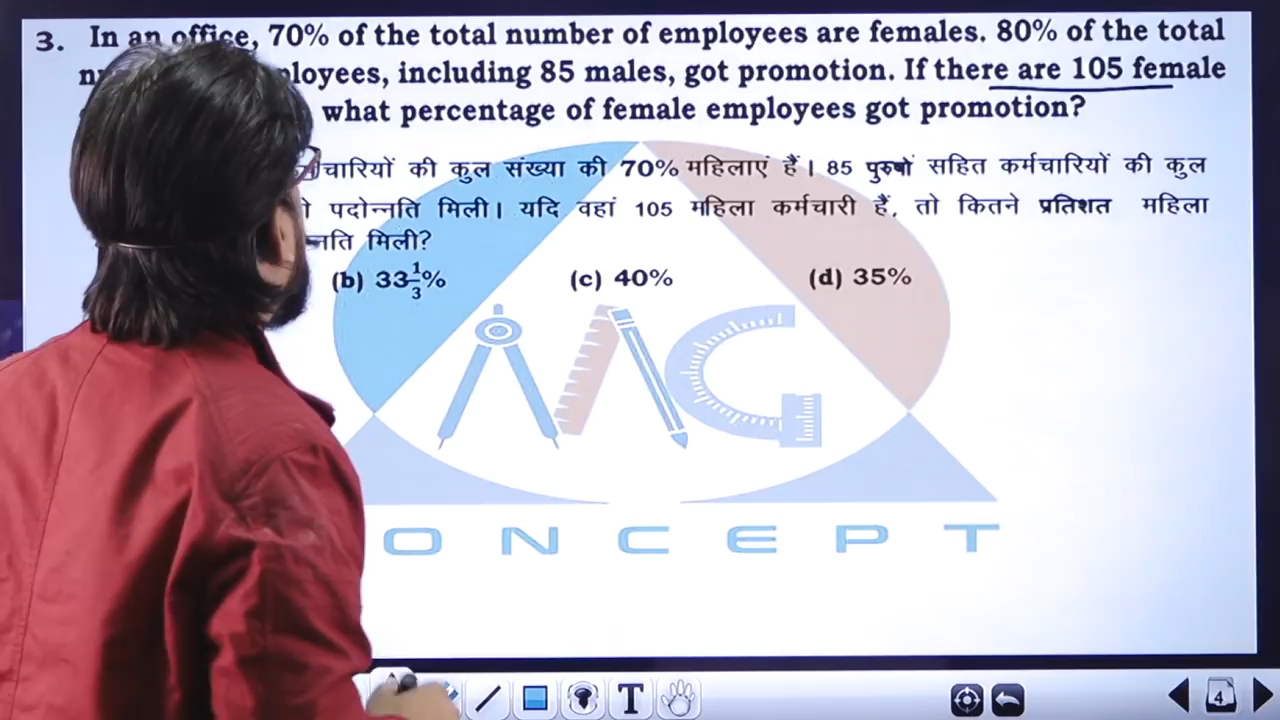 3. In an office, 70% of the total number of employees are females. 80% of the total
employees, including 85 males, got promotion. If there are 105 female
what percentage of female employees got promotion?
की कुल संख्या की 70% महिलाएं हैं। 85 पुरुषों सहित कर्मचारियों की कुल
पदोन्नति मिली। यदि वहां 105 महिला कर्मचारी हैं, तो कितने प्रतिशत महिला
मिली?
(b) 33 1/3% (c) 40% (d) 35%
ONCEPT
4